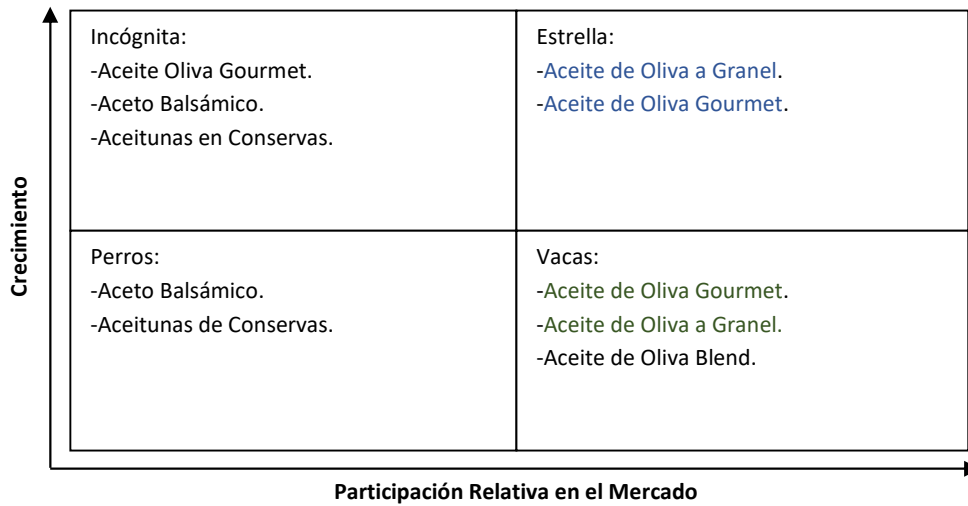 Incógnita:
-Aceite Oliva Gourmet.
-Aceto Balsámico.
-Aceitunas en Conservas.
Estrella:
-Aceite de Oliva a Granel.
-Aceite de Oliva Gourmet.
Perros:
-Aceto Balsámico.
-Aceitunas de Conservas.
Vacas:
-Aceite de Oliva Gourmet.
-Aceite de Oliva a Granel.
-Aceite de Oliva Blend.
Crecimiento
Participación Relativa en el Mercado